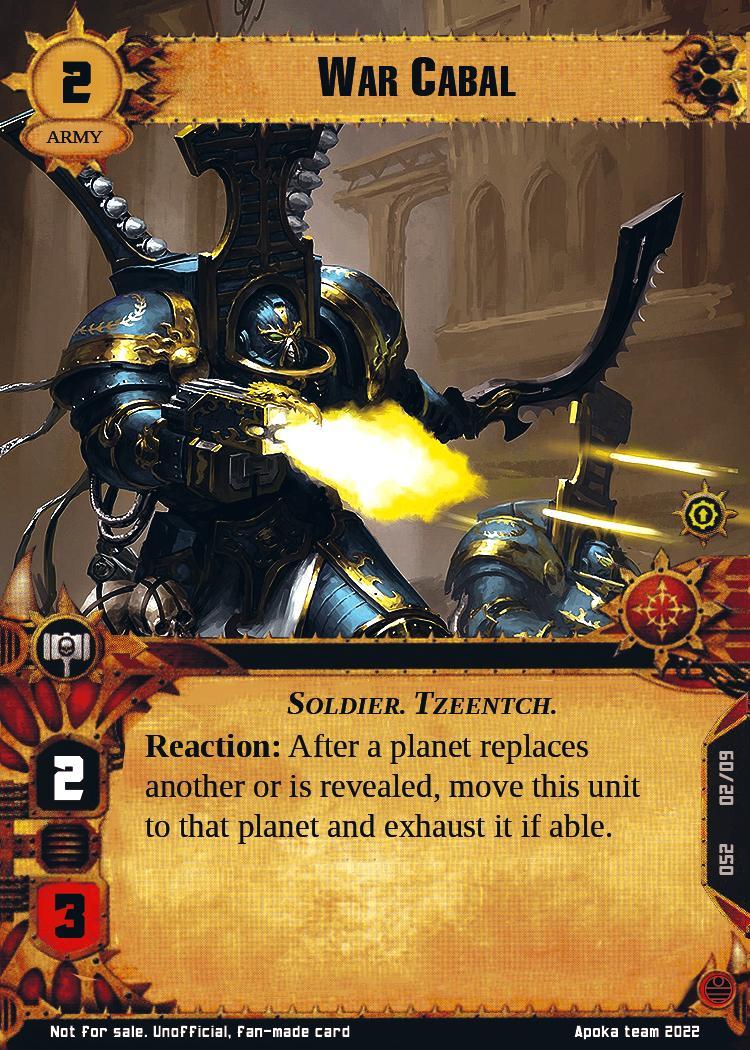 2
War Cabal
ARMY
Soldier. Tzeentch.
Reaction: After a planet replaces
another or is revealed, move this unit
to that planet and exhaust it if able.
2
3
052 02/09
Not for sale. Unofficial, fan-made card
Apoka team 2022